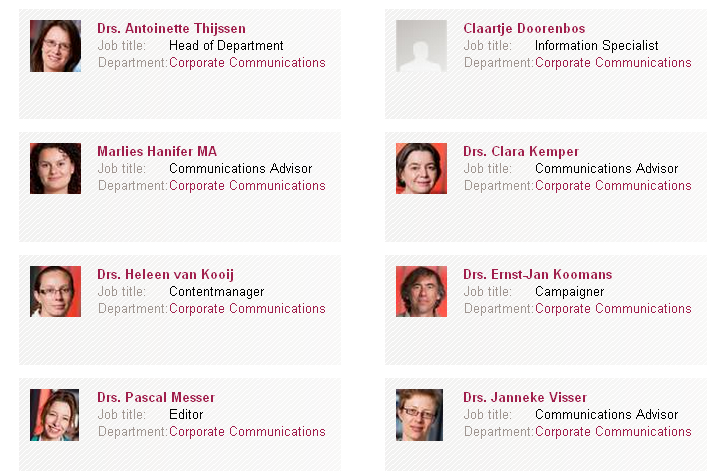 Drs. Antoinette Thijssen
Job title: Head of Department
Department: Corporate Communications
Claartje Doorenbos
Job title: Information Specialist
Department: Corporate Communications
Marlies Hanifer MA
Job title: Communications Advisor
Department: Corporate Communications
Drs. Clara Kemper
Job title: Communications Advisor
Department: Corporate Communications
Drs. Heleen van Kooij
Job title: Contentmanager
Department: Corporate Communications
Drs. Ernst-Jan Koomans
Job title: Campaigner
Department: Corporate Communications
Drs. Pascal Messer
Job title: Editor
Department: Corporate Communications
Drs. Janneke Visser
Job title: Communications Advisor
Department: Corporate Communications